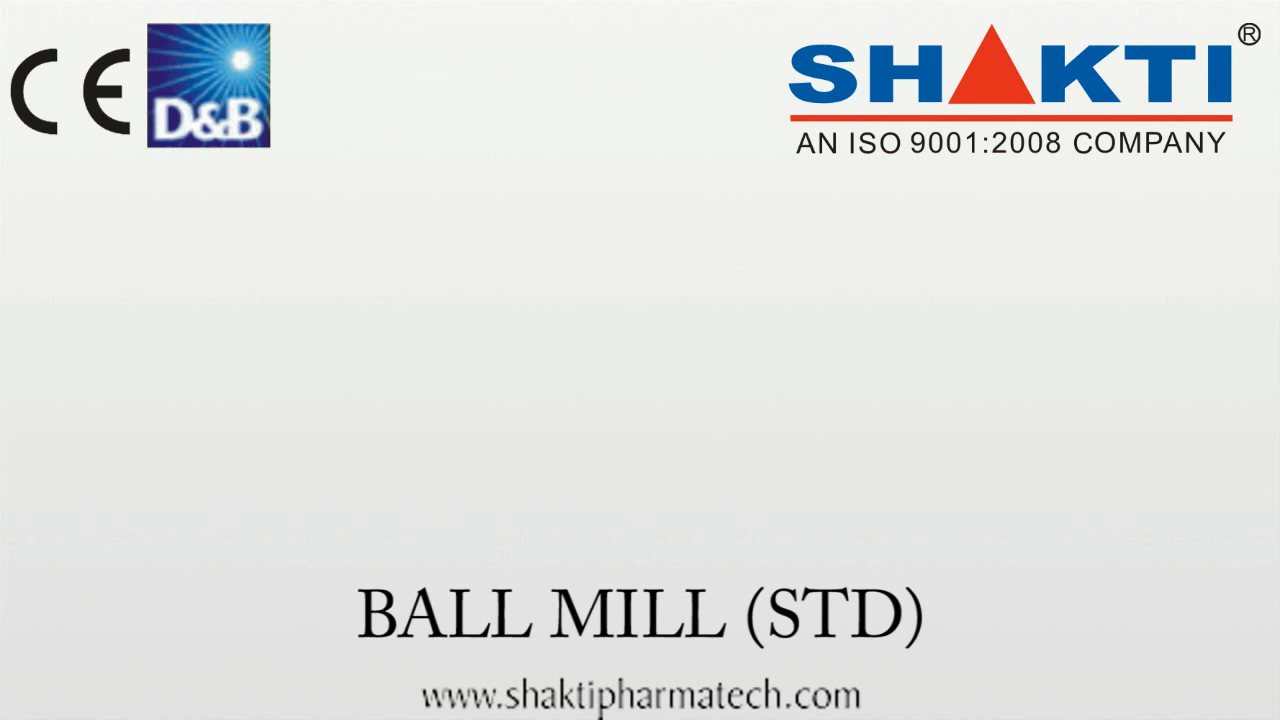 CE
D&B
SHAKTI®
AN ISO 9001:2008 COMPANY
BALL MILL (STD)
www.shaktipharmatech.com